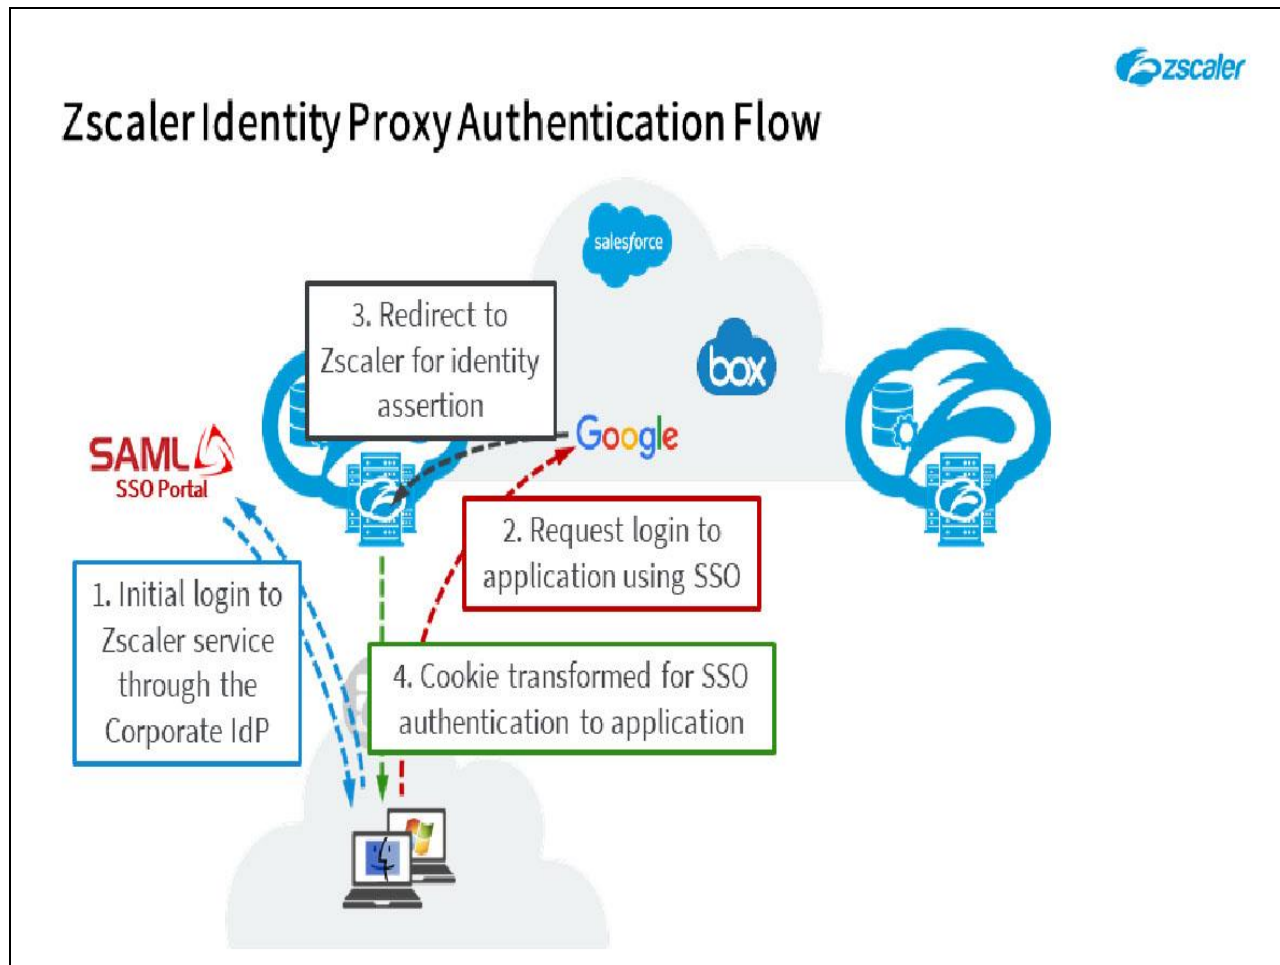 zscaler
Zscaler Identity Proxy Authentication Flow
salesforce
3. Redirect to
Zscaler for identity
assertion
box
Google
SAML
SSO Portal
2. Request login to
application using SSO
1. Initial login to
Zscaler service
through the
Corporate IdP
4. Cookie transformed for SSO
authentication to application